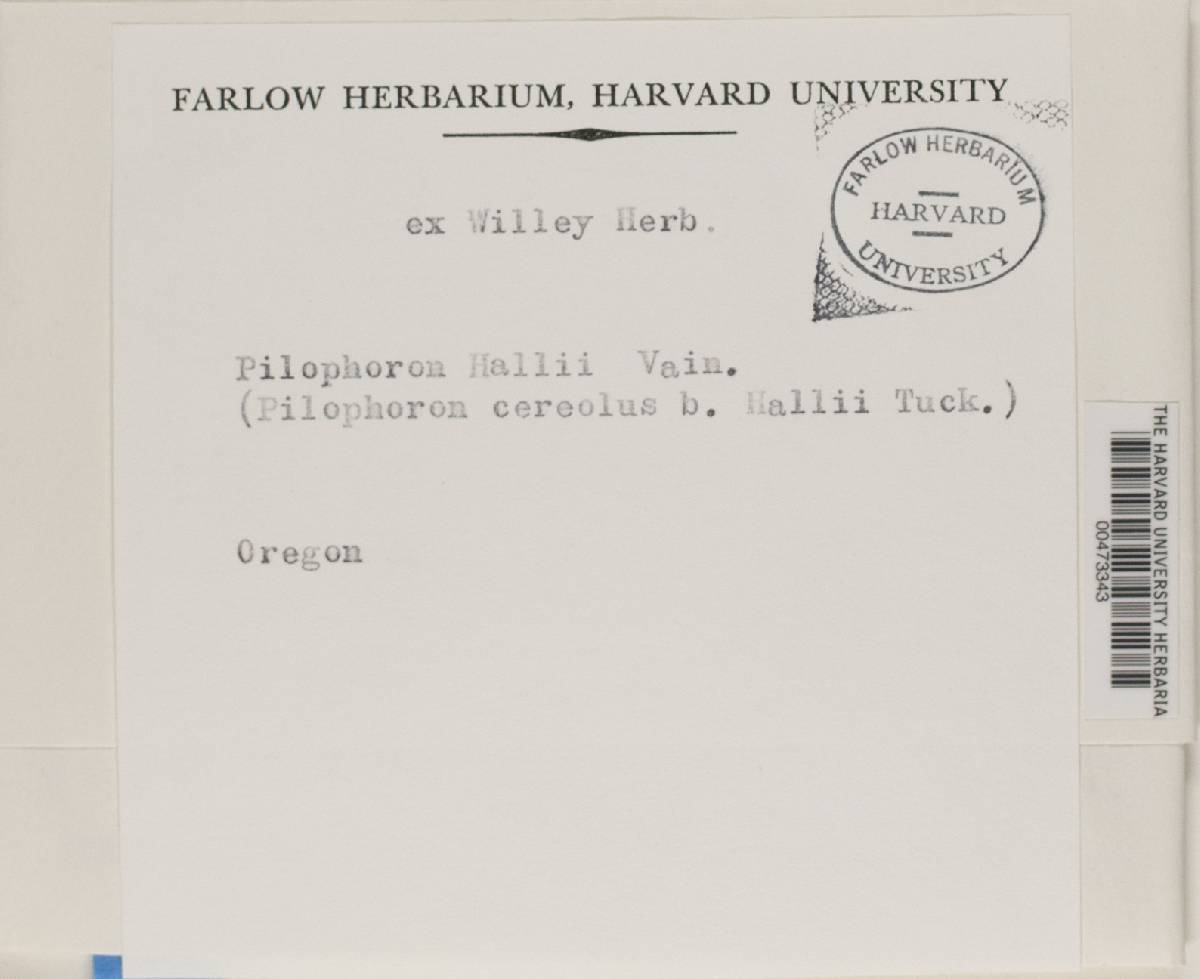 FARLOW HERBARIUM, HARVARD UNIVERSITY
FARLOW HERBARIUM
HARVARD
UNIVERSITY
ex Willey Herb.
Pilophoron Hallii Vain.
(Pilophoron cereolus b. Hallii Tuck.)
Oregon
THE HARVARD UNIVERSITY HERBARIA
00473343